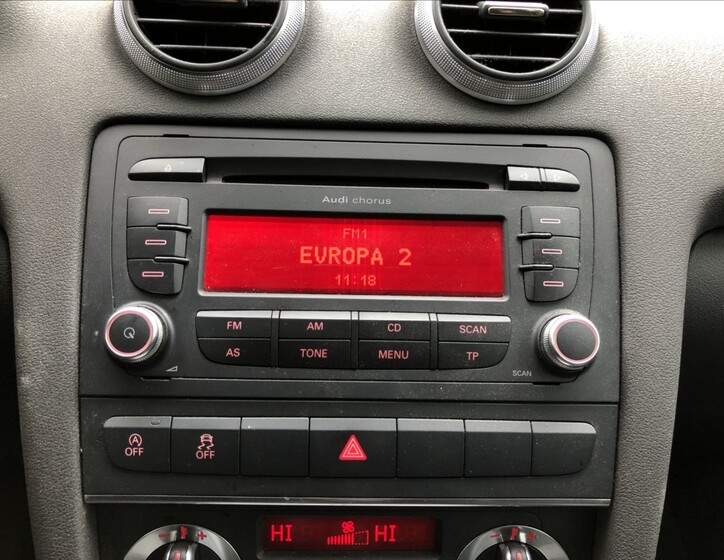 Audi chorus
FM1
EVROPA 2
11:18
FM AM CD SCAN
AS TONE MENU TP
SCAN
OFF OFF
HI HI